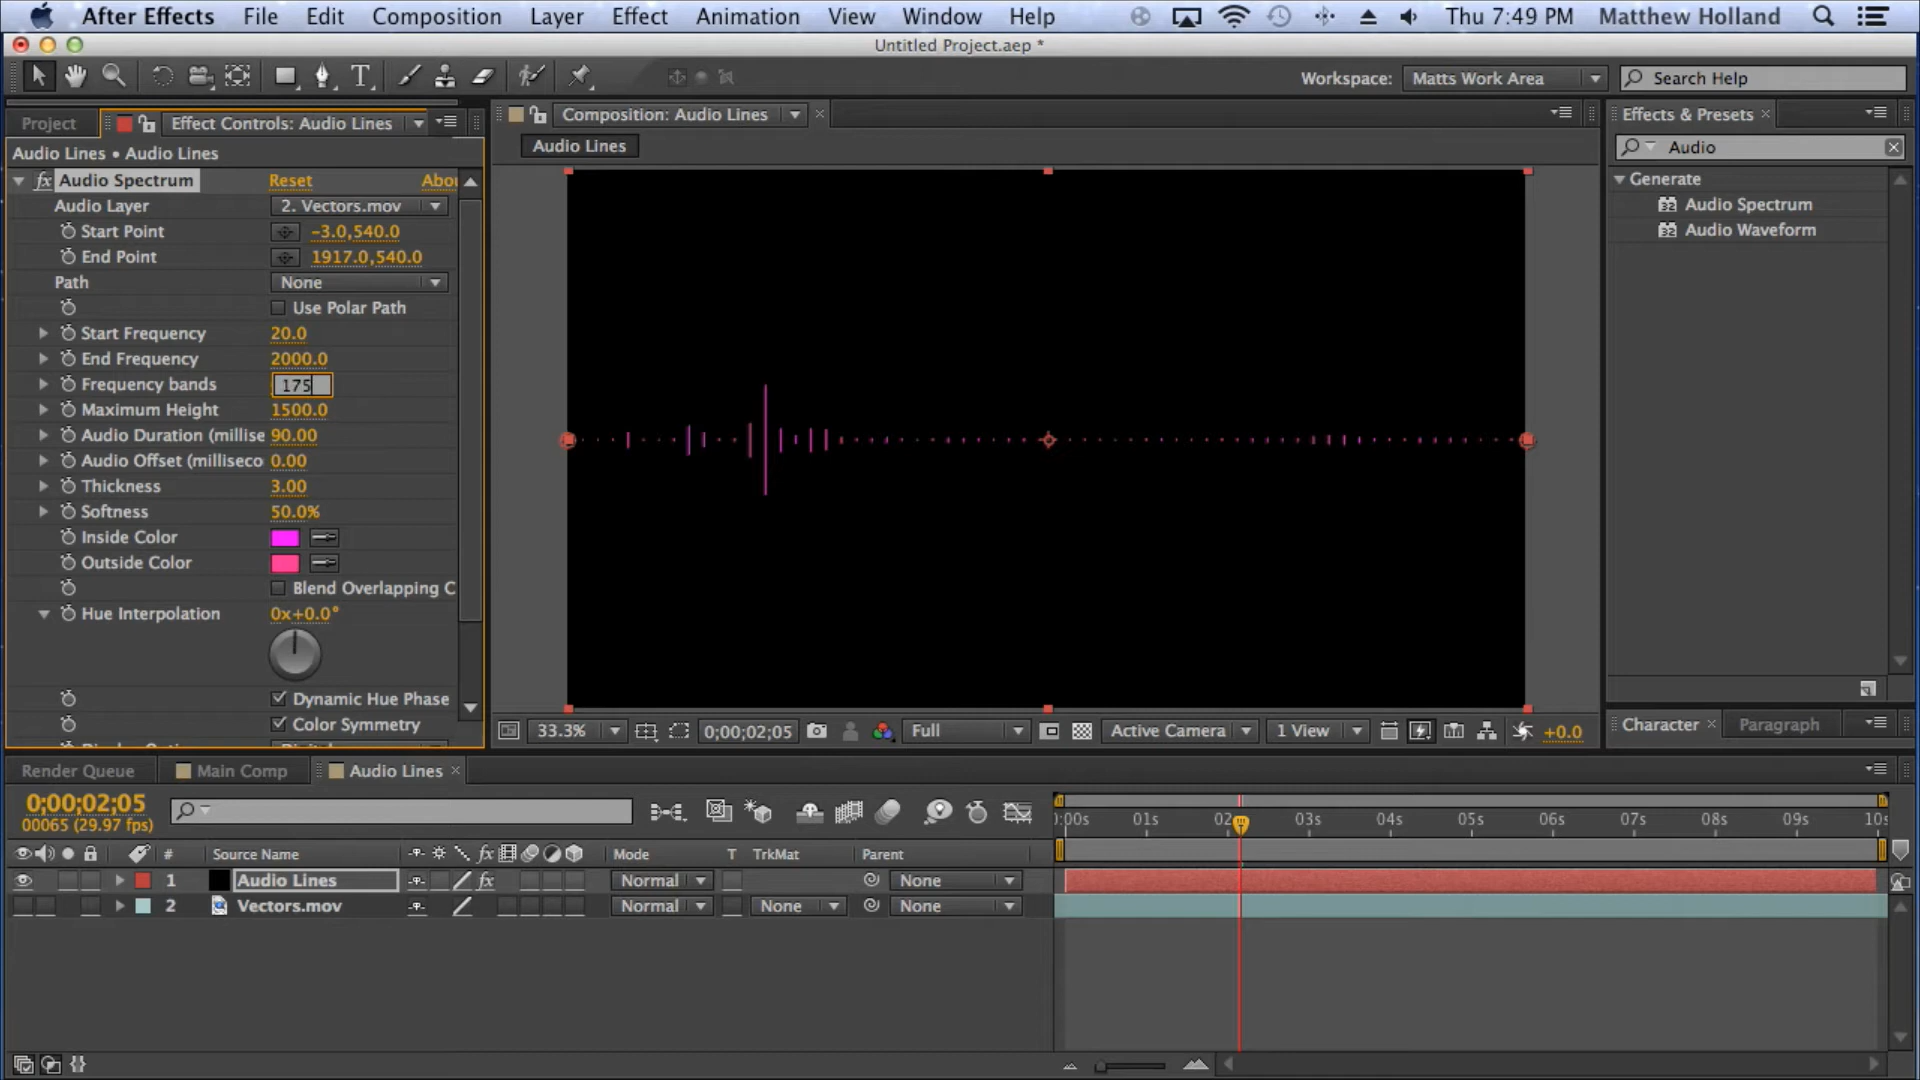 After Effects File Edit Composition Layer Effect Animation View Window Help Thu 7:49 PM Matthew Holland
Untitled Project.aep *
Workspace: Matts Work Area Search Help
Project Effect Controls: Audio Lines Composition: Audio Lines Effects & Presets
Audio Lines • Audio Lines
Audio Lines
Audio
Audio Spectrum Reset Abou
Generate
Audio Layer 2. Vectors.mov
Audio Spectrum
Start Point -3.0,540.0
Audio Waveform
End Point 1917.0,540.0
Path None
Use Polar Path
Start Frequency 20.0
End Frequency 2000.0
Frequency bands 175
Maximum Height 1500.0
Audio Duration (millise 90.00
Audio Offset (milliseco 0.00
Thickness 3.00
Softness 50.0%
Inside Color
Outside Color
Blend Overlapping C
Hue Interpolation 0x+0.0°
Dynamic Hue Phase
Color Symmetry
33.3% 0;00;02;05 Full Active Camera 1 View +0.0
Character Paragraph
Render Queue Main Comp Audio Lines
0;00;02;05
00065 (29.97 fps)
):00s 01s 02 03s 04s 05s 06s 07s 08s 09s 10s
# Source Name Mode T TrkMat Parent
1 Audio Lines Normal None
2 Vectors.mov Normal None None